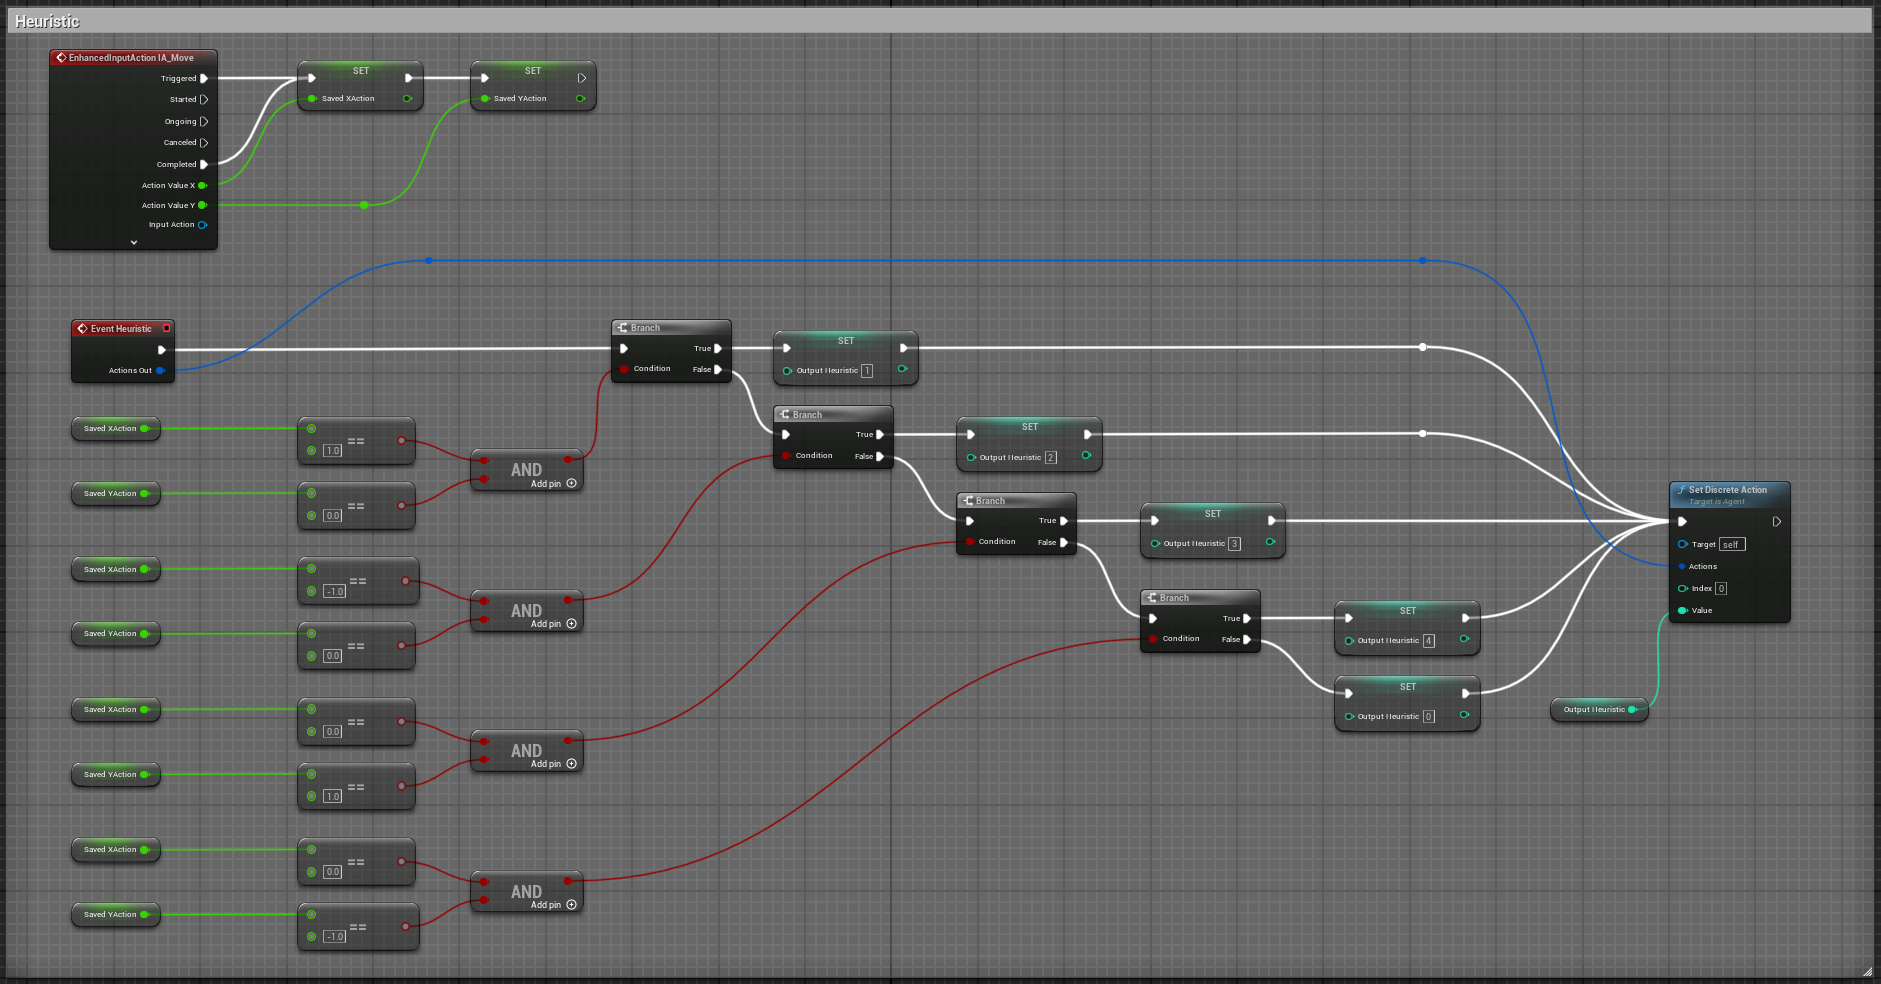 Heuristic
EnhancedInputAction IA_Move
Triggered
Started
Ongoing
Canceled
Completed
Action Value X
Action Value Y
Input Action
SET
Saved XAction
SET
Saved YAction
Event Heuristic
Actions Out
Branch
True
Condition
False
SET
Output Heuristic 1
Branch
True
Condition
False
SET
Output Heuristic 2
Branch
True
Condition
False
SET
Output Heuristic 3
Branch
True
Condition
False
SET
Output Heuristic 4
SET
Output Heuristic 0
Set Discrete Action
Target is Agent
Target self
Actions
Index 0
Value
Output Heuristic
Saved XAction
==
1.0
Saved YAction
==
0.0
AND
Add pin
Saved XAction
==
-1.0
Saved YAction
==
0.0
AND
Add pin
Saved XAction
==
0.0
Saved YAction
==
1.0
AND
Add pin
Saved XAction
==
0.0
Saved YAction
==
-1.0
AND
Add pin